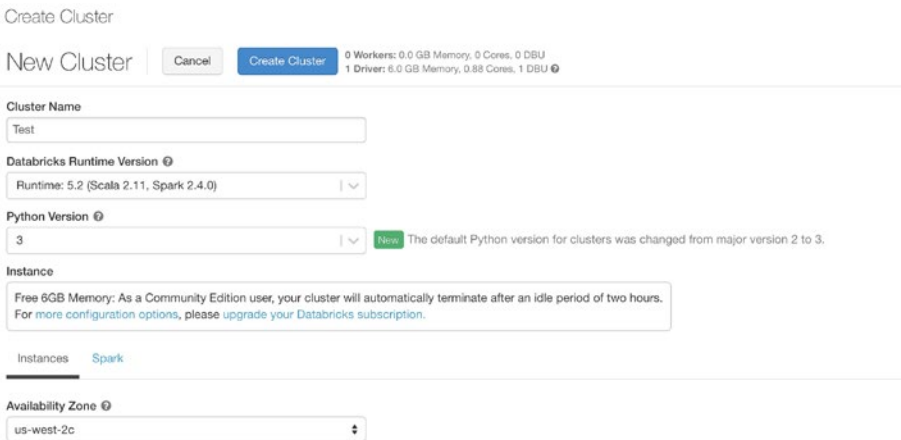 Create Cluster
New Cluster
Cancel
Create Cluster
0 Workers: 0.0 GB Memory, 0 Cores, 0 DBU
1 Driver: 6.0 GB Memory, 0.88 Cores, 1 DBU
Cluster Name
Test
Databricks Runtime Version
Runtime: 5.2 (Scala 2.11, Spark 2.4.0)
Python Version
3
New The default Python version for clusters was changed from major version 2 to 3.
Instance
Free 6GB Memory: As a Community Edition user, your cluster will automatically terminate after an idle period of two hours.
For more configuration options, please upgrade your Databricks subscription.
Instances Spark
Availability Zone
us-west-2c